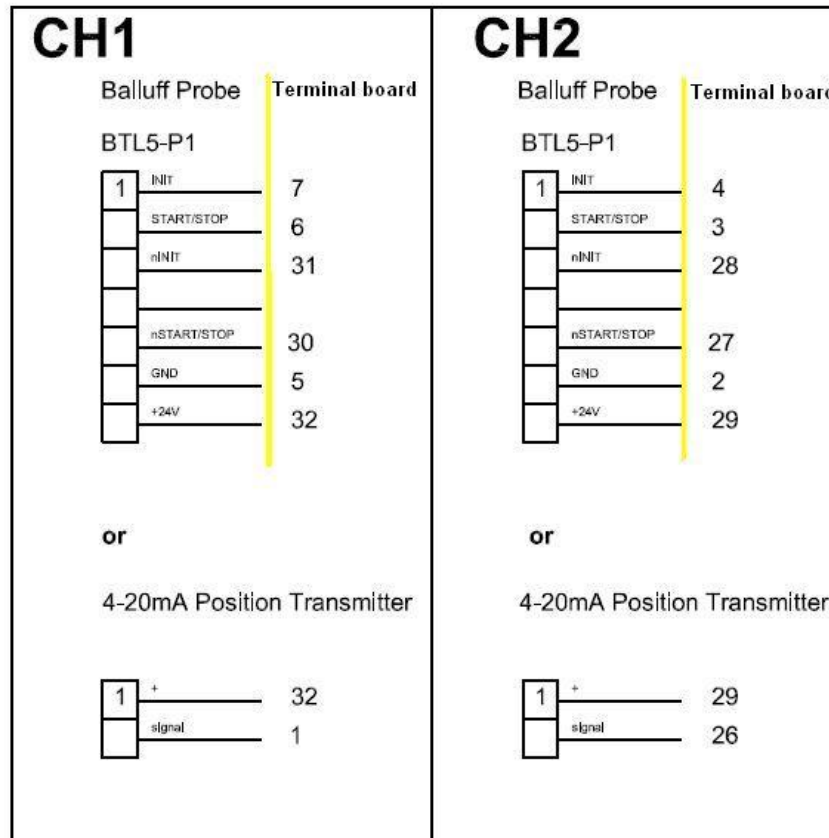 CH1
Balluff Probe Terminal board
BTL5-P1
1 INIT 7
START/STOP 6
nINIT 31
nSTART/STOP 30
GND 5
+24V 32
or
4-20mA Position Transmitter
1 + 32
signal 1
CH2
Balluff Probe Terminal board
BTL5-P1
1 INIT 4
START/STOP 3
nINIT 28
nSTART/STOP 27
GND 2
+24V 29
or
4-20mA Position Transmitter
1 + 29
signal 26